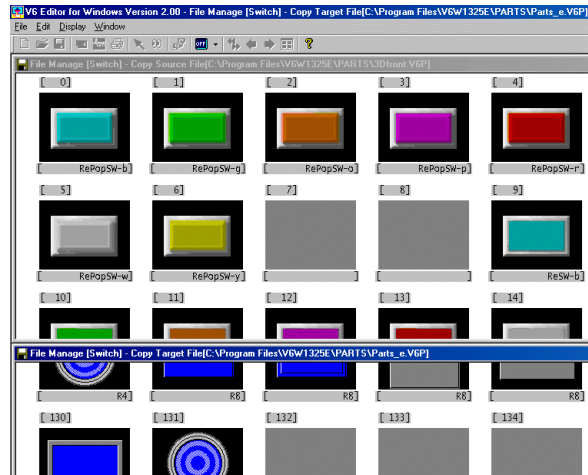 V6 Editor for Windows Version 2.00 - File Manage [Switch] - Copy Target File[C:\Program Files\V6W1325E\PARTS\Parts_e.V6P]
File Edit Display Window
OFF
File Manage [Switch] - Copy Source File[C:\Program Files\V6W1325E\PARTS\3Dfront.V6P]
[ 0] [ 1] [ 2] [ 3] [ 4]
[ RePopSW-b] [ RePopSW-g] [ RePopSW-o] [ RePopSW-p] [ RePopSW-r]
[ 5] [ 6] [ 7] [ 8] [ 9]
[ RePopSW-w] [ RePopSW-y] [ ] [ ] [ ReSW-b]
[ 10] [ 11] [ 12] [ 13] [ 14]
File Manage [Switch] - Copy Target File[C:\Program Files\V6W1325E\PARTS\Parts_e.V6P]
[ R4] [ R8] [ R8] [ R8] [ R8]
[ 130] [ 131] [ 132] [ 133] [ 134]